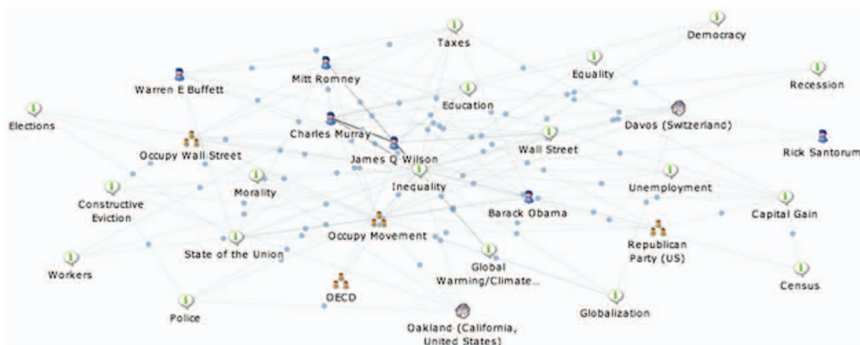 Democracy
Taxes
Equality
Mitt Romney
Recession
Warren E Buffett
Education
Elections
Davos (Switzerland)
Charles Murray
Wall Street
Rick Santorum
Occupy Wall Street
James Q Wilson
Inequality
Unemployment
Morality
Constructive
Eviction
Barack Obama
Capital Gain
Occupy Movement
Republican
Party (US)
State of the Union
Workers
Global
Warming/Climate..
Census
OECD
Globalization
Police
Oakland (California,
United States)